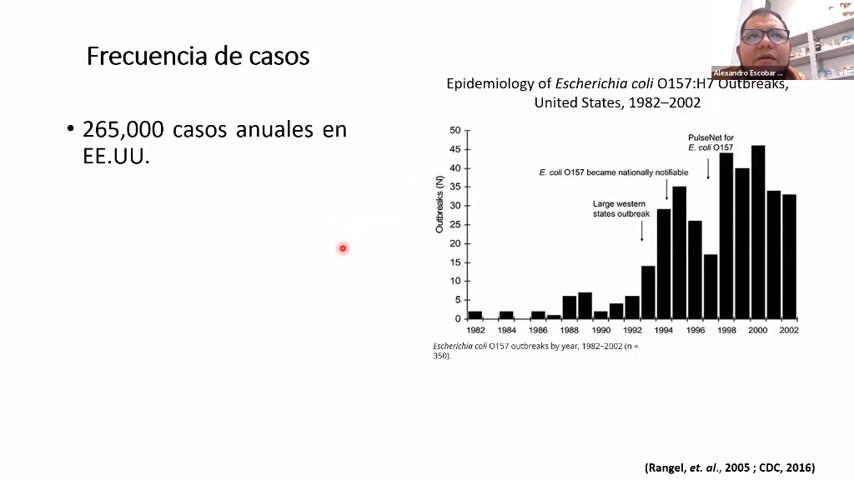 Frecuencia de casos
• 265,000 casos anuales en
EE.UU.
Alexandro Escobar ...
Epidemiology of Escherichia coli O157:H7 Outbreaks,
United States, 1982–2002
PulseNet for
E. coli O157
E. coli O157 became nationally notifiable
Large western
states outbreak
Outbreaks (N)
50
45
40
35
30
25
20
15
10
5
0
1982 1984 1986 1988 1990 1992 1994 1996 1998 2000 2002
Escherichia coli O157 outbreaks by year, 1982–2002 (n =
350).
(Rangel, et. al., 2005 ; CDC, 2016)